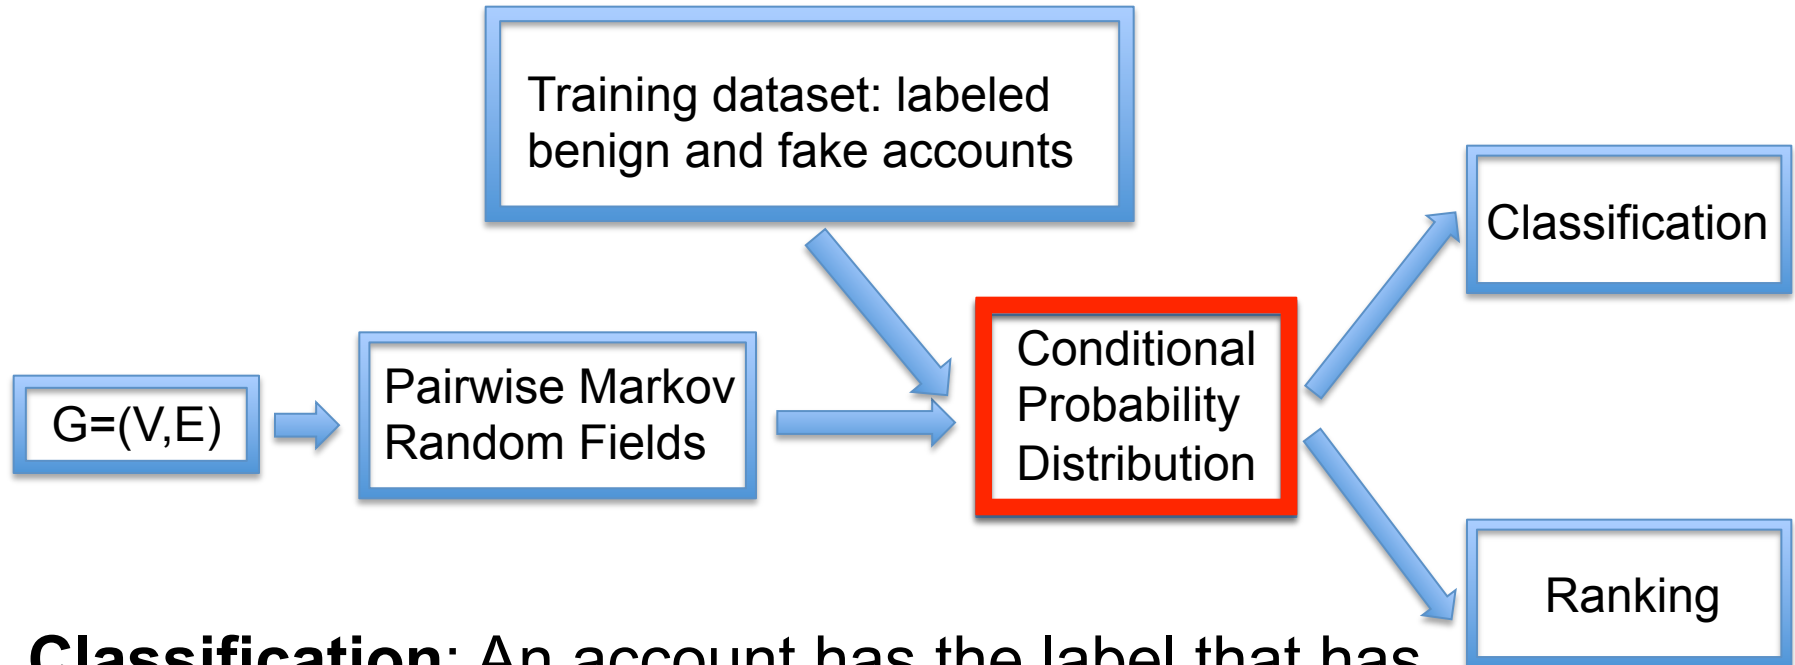 Training dataset: labeled
benign and fake accounts
Classification
G=(V,E)
Pairwise Markov
Random Fields
Conditional
Probability
Distribution
Ranking
Classification: An account has the label that has